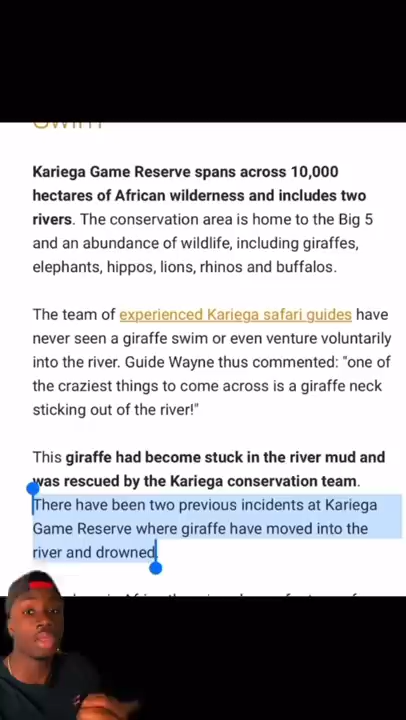 Swim
Kariega Game Reserve spans across 10,000
hectares of African wilderness and includes two
rivers. The conservation area is home to the Big 5
and an abundance of wildlife, including giraffes,
elephants, hippos, lions, rhinos and buffalos.
The team of experienced Kariega safari guides have
never seen a giraffe swim or even venture voluntarily
into the river. Guide Wayne thus commented: "one of
the craziest things to come across is a giraffe neck
sticking out of the river!"
This giraffe had become stuck in the river mud and
was rescued by the Kariega conservation team.
There have been two previous incidents at Kariega
Game Reserve where giraffe have moved into the
river and drowned.